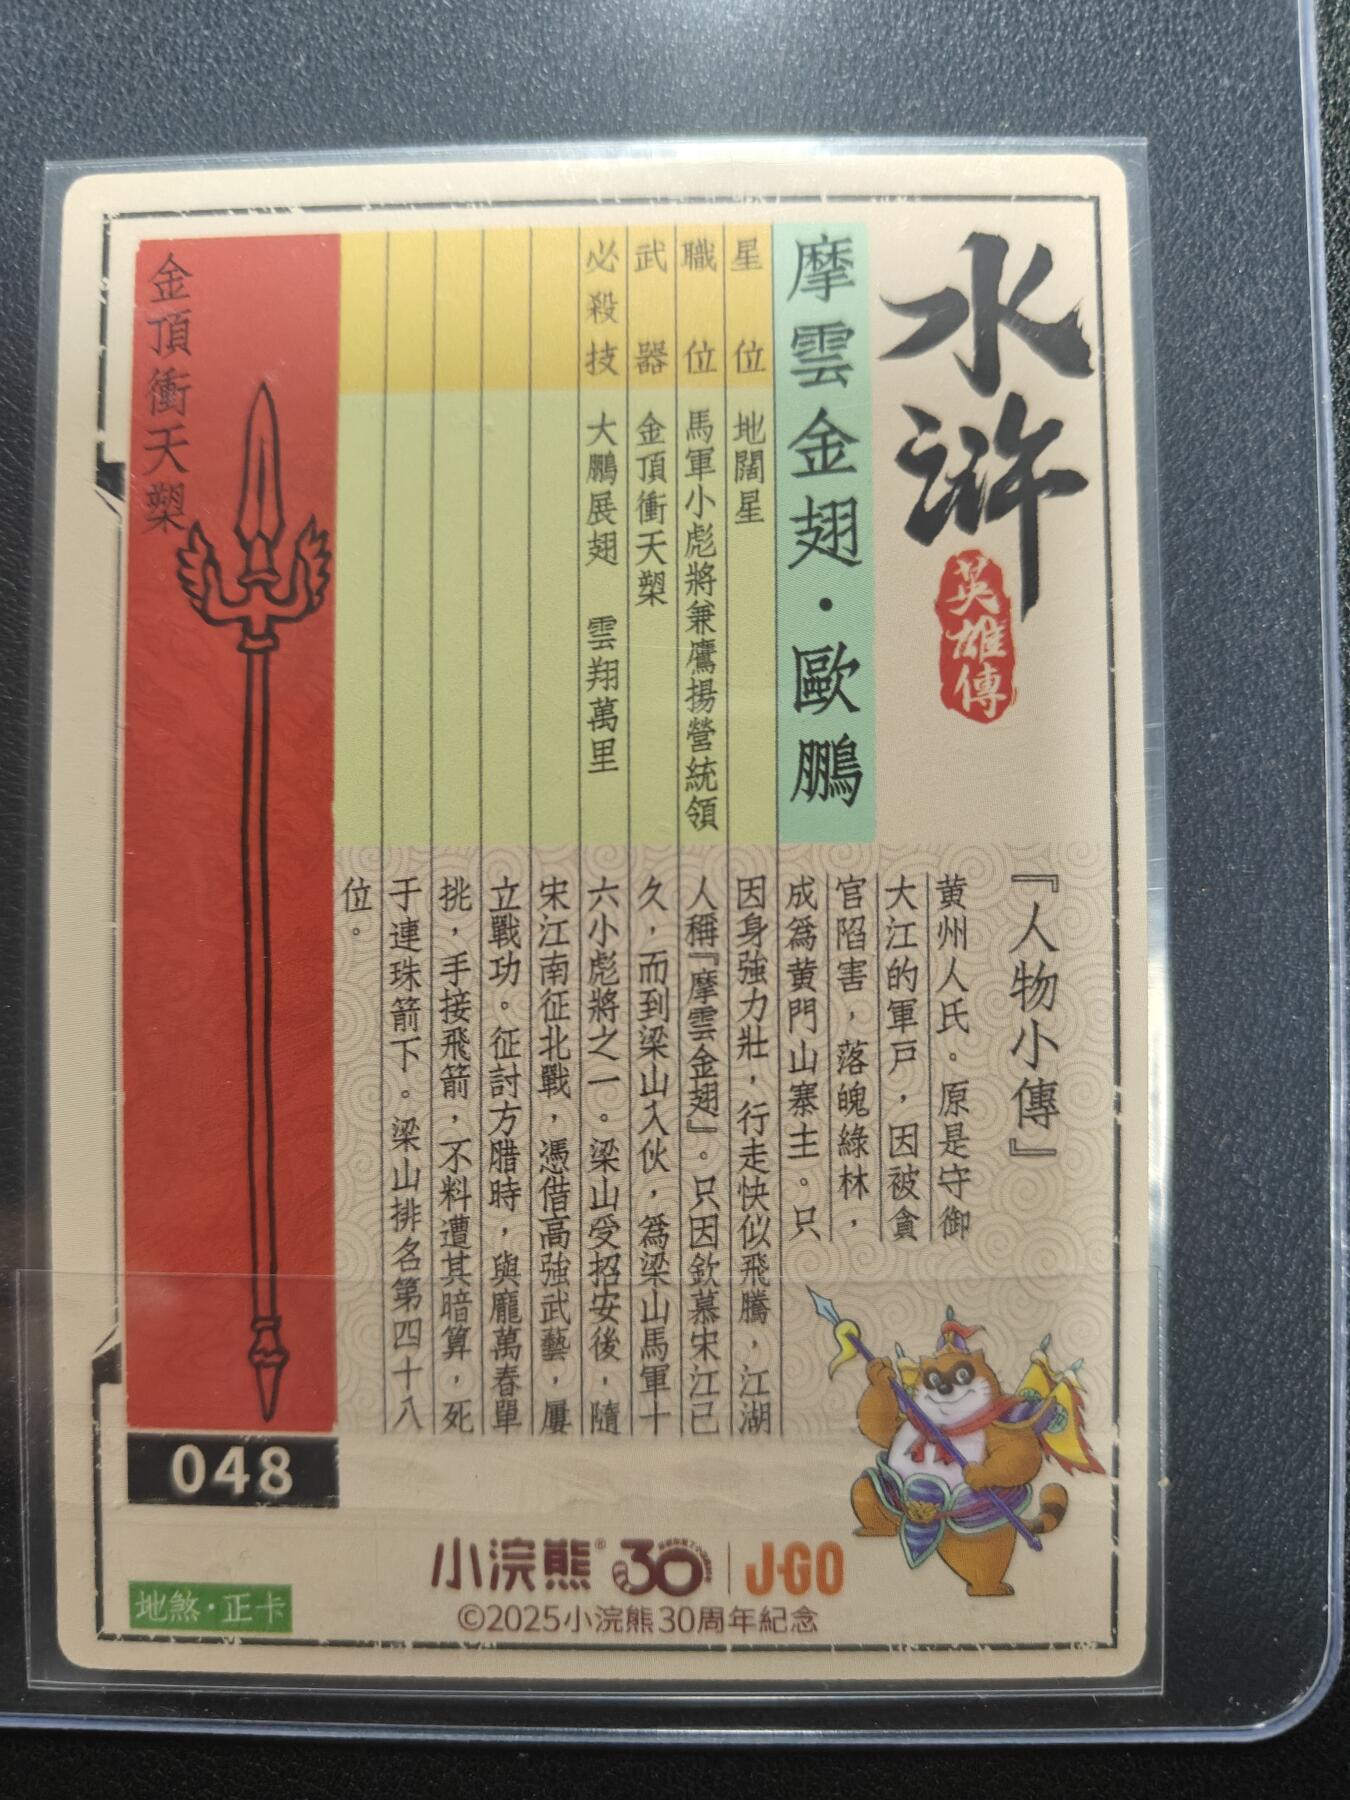 水滸
英雄傳
摩雲金翅·歐鵬
星位 地闊星
職位 馬軍小彪將兼鷹揚營統領
武器 金頂衝天槊
必殺技 大鵬展翅 雲翔萬里
金頂衝天槊
『人物小傳』
黄州人氏。原是守御
大江的軍戸，因被貪
官陷害，落魄綠林，
成爲黄門山寨主。只
因身強力壯，行走快似飛騰，江湖
人稱『摩雲金翅』。只因欽慕宋江已
久，而到梁山入伙，爲梁山馬軍十
六小彪將之一。梁山受招安後，隨
宋江南征北戰，憑借高強武藝，屢
立戰功。征討方腊時，與龐萬春單
挑，手接飛箭，不料遭其暗算，死
于連珠箭下。梁山排名第四十八
位。
048
小浣熊® 30 | J·GO
©2025小浣熊30周年紀念
地煞·正卡